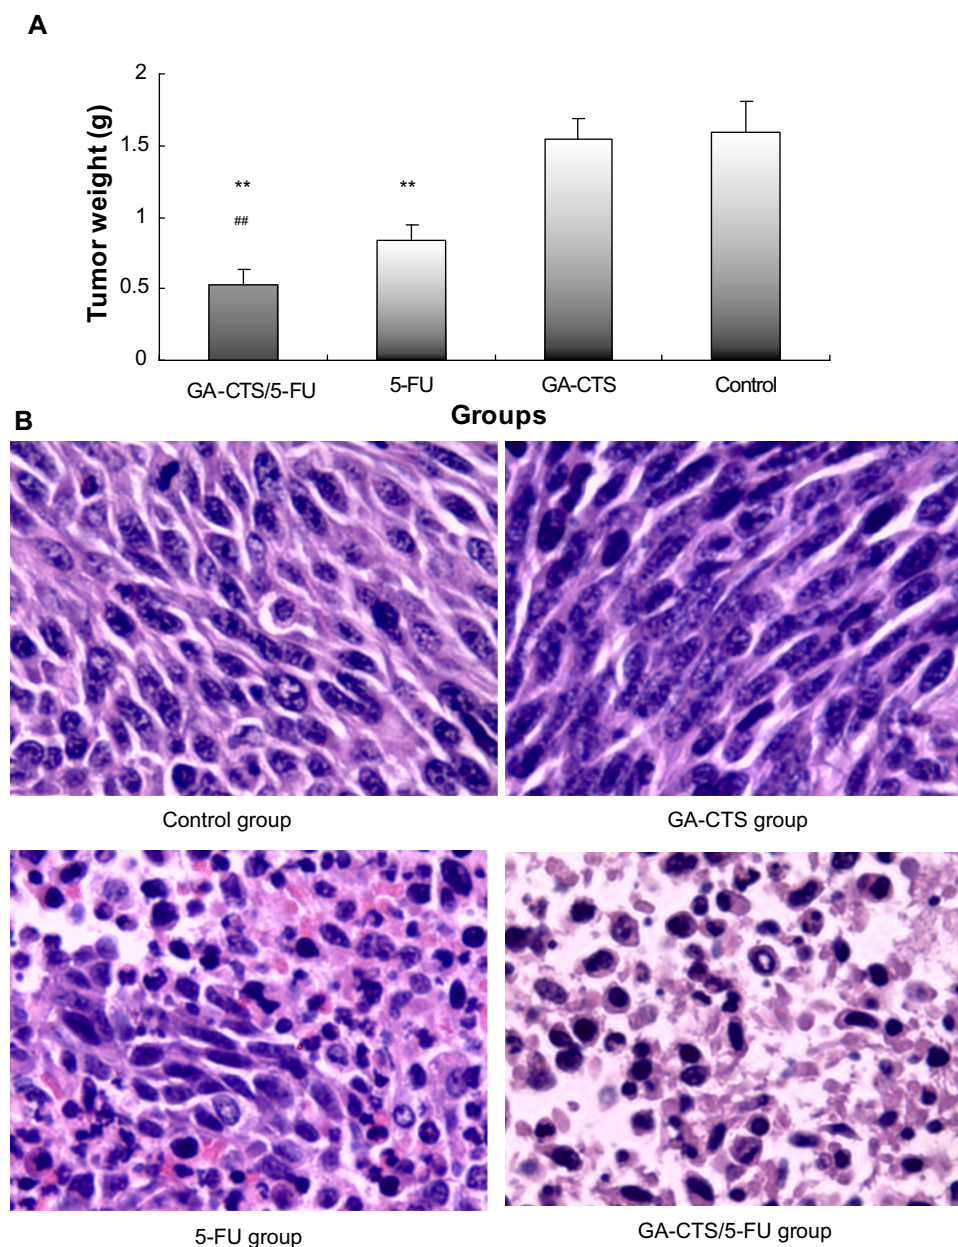 A
Tumor weight (g)
2
1.5
1
0.5
0
**
##
**
GA-CTS/5-FU
5-FU
GA-CTS
Control
Groups
B
Control group
GA-CTS group
5-FU group
GA-CTS/5-FU group